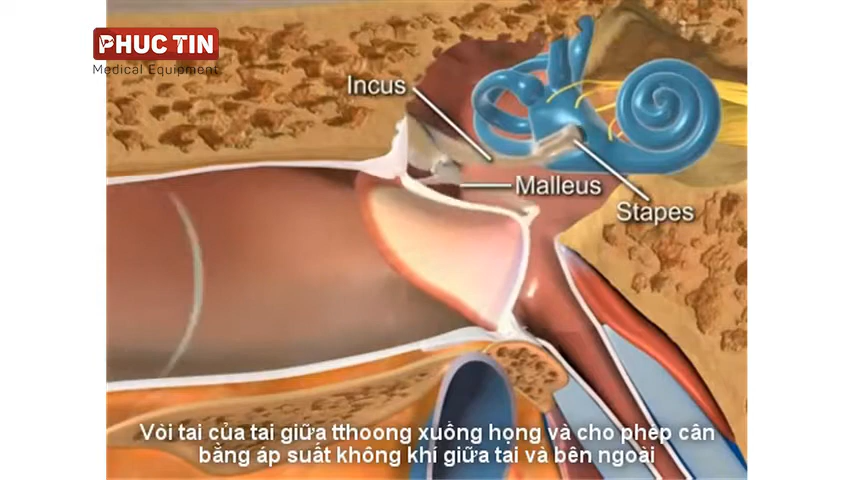 PHUC TIN
Medical Equipment
Incus
Malleus
Stapes
Vòi tai của tai giữa tthoong xuống họng và cho phép cân
bằng áp suất không khí giữa tai và bên ngoài